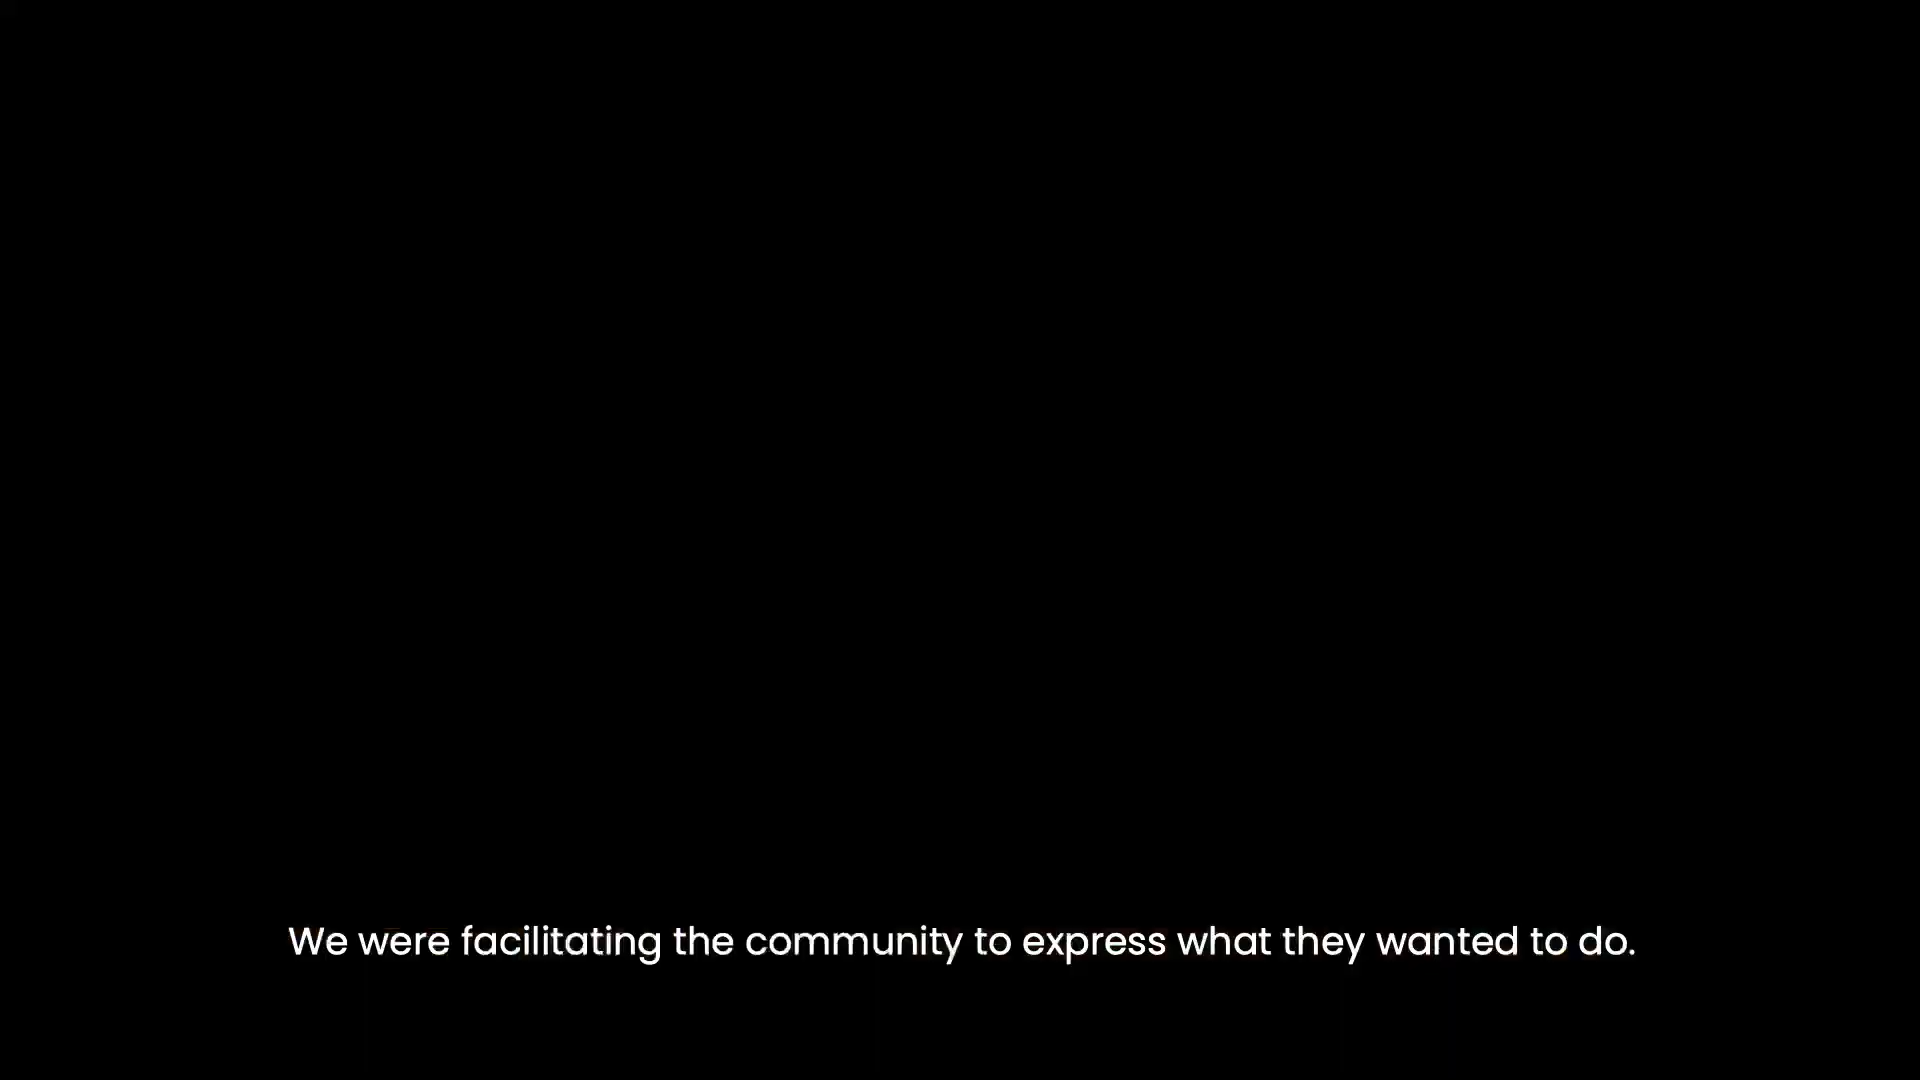 We were facilitating the community to express what they wanted to do.